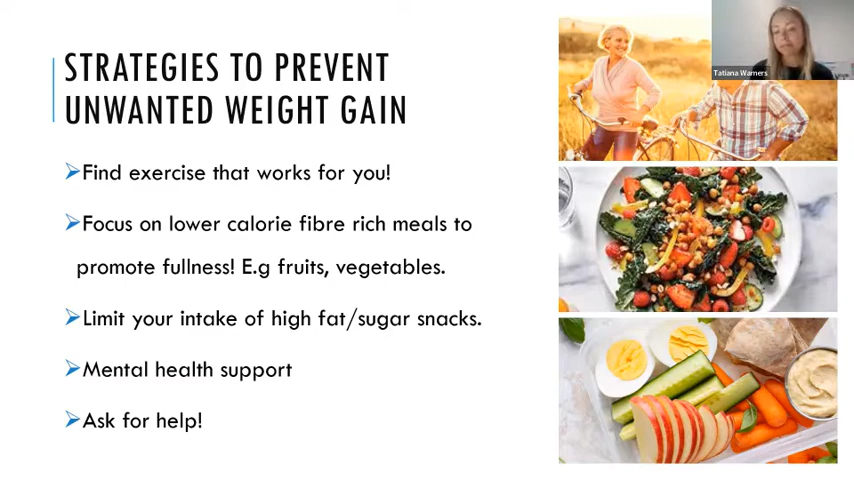 STRATEGIES TO PREVENT
UNWANTED WEIGHT GAIN
Find exercise that works for you!
Focus on lower calorie fibre rich meals to
promote fullness! E.g fruits, vegetables.
Limit your intake of high fat/sugar snacks.
Mental health support
Ask for help!
Tatiana Warners